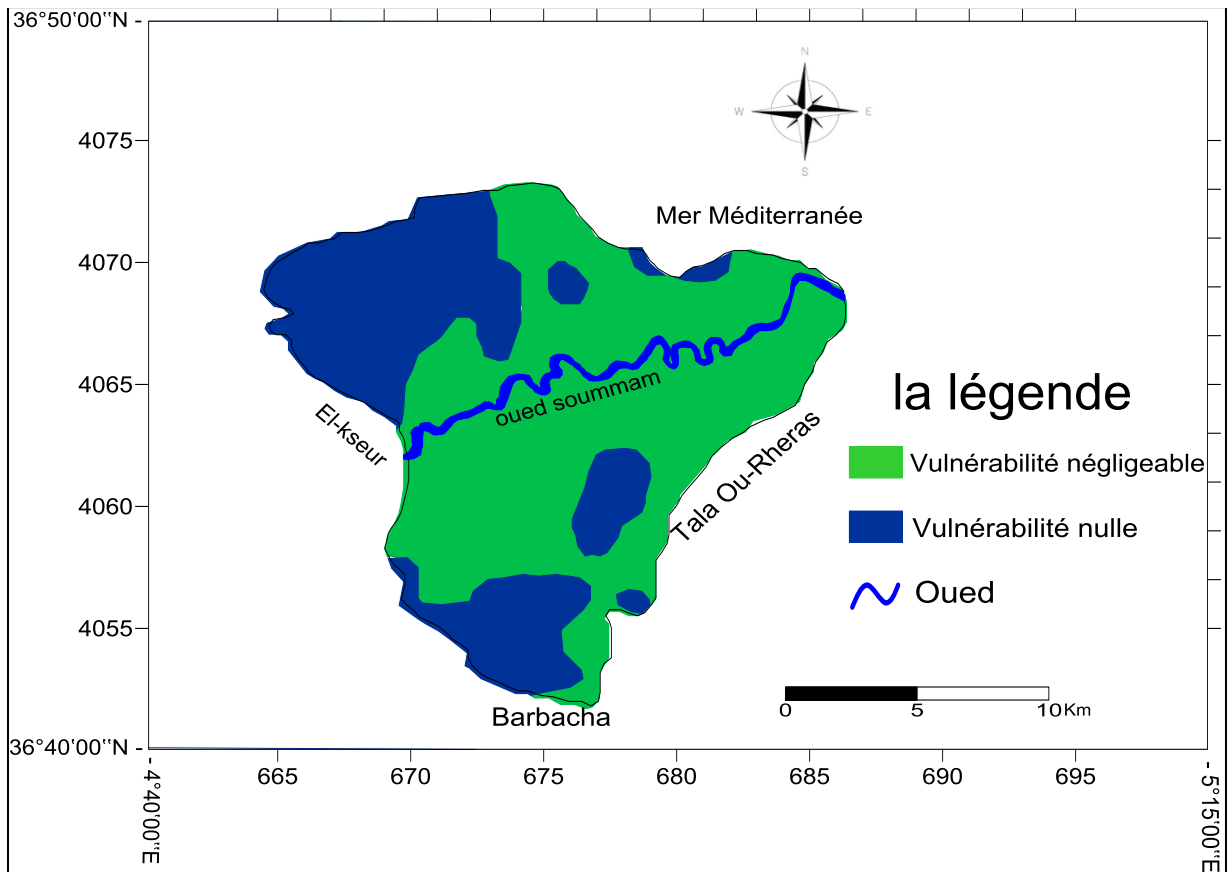 36°50'00"N
N
W
E
S
4075
Mer Méditerranée
4070
4065
oued soummam
El-kseur
la légende
Vulnérabilité négligeable
4060
Tala Ou-Rheras
Vulnérabilité nulle
Oued
4055
0
5
10Km
Barbacha
36°40'00"N
665
670
675
680
685
690
695
4°40'00"E
5°15'00"E